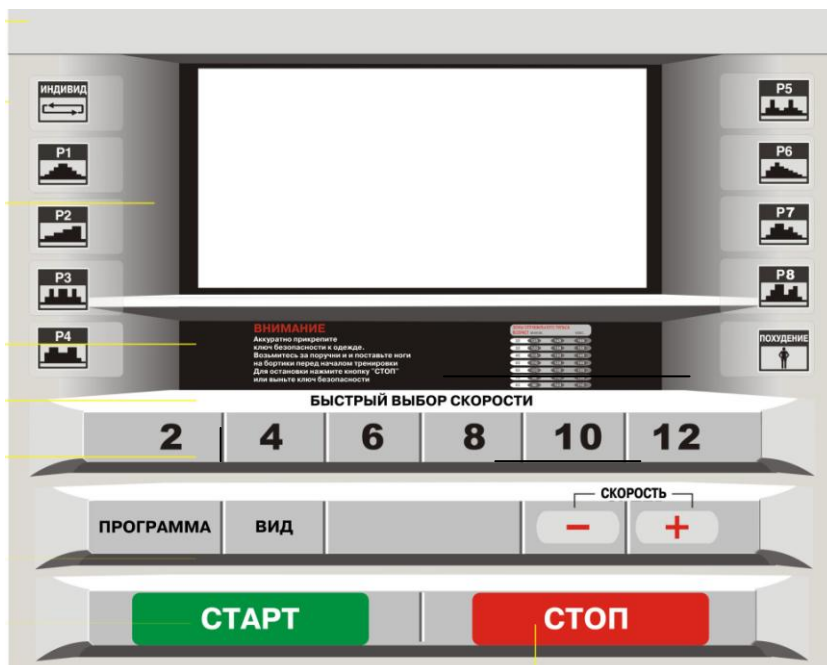 ИНДИВИД
P1
P2
P3
P4
P5
P6
P7
P8
ПОХУДЕНИЕ
ВНИМАНИЕ
Аккуратно прикрепите
ключ безопасности к одежде.
Возьмитесь за поручни и и поставьте ноги
на бортики перед началом тренировки
Для остановки нажмите кнопку "СТОП"
или выньте ключ безопасности
БЫСТРЫЙ ВЫБОР СКОРОСТИ
2 4 6 8 10 12
СКОРОСТЬ
ПРОГРАММА ВИД − +
СТАРТ СТОП